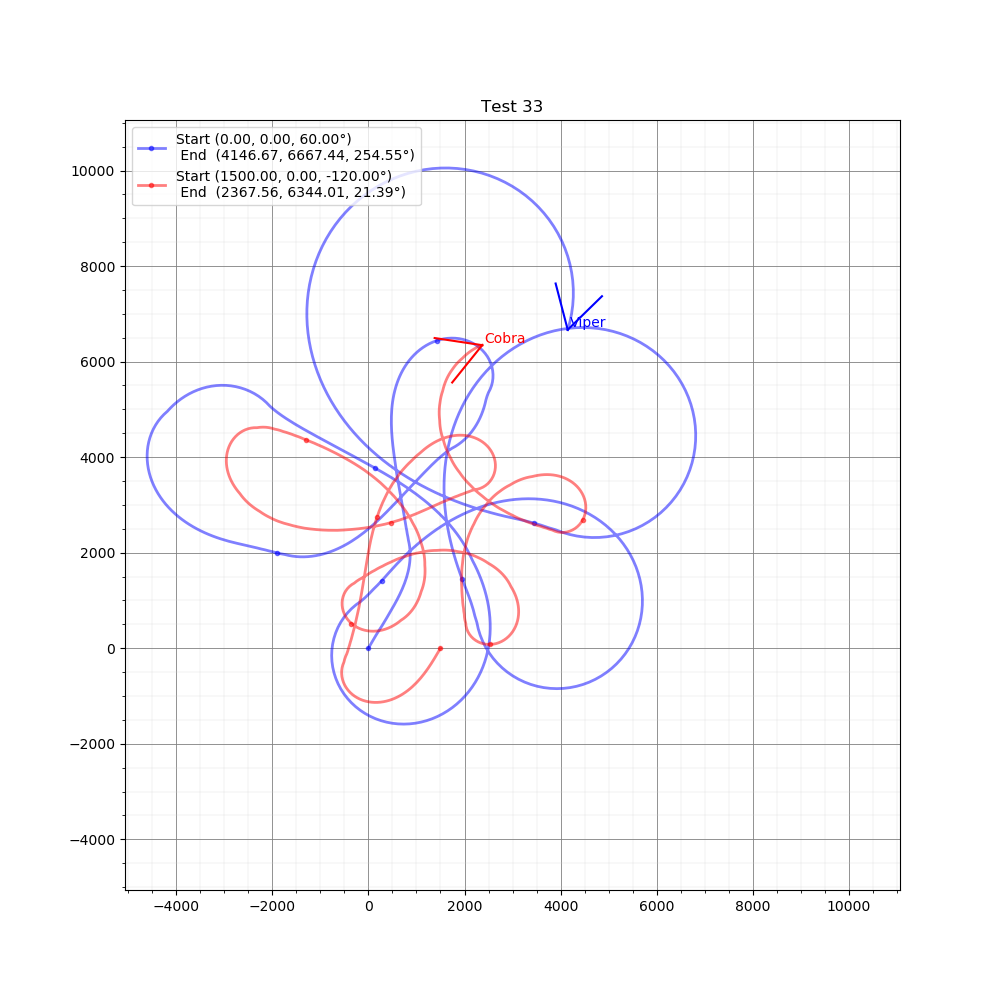 Test 33
Start (0.00, 0.00, 60.00°)
End (4146.67, 6667.44, 254.55°)
Start (1500.00, 0.00, -120.00°)
End (2367.56, 6344.01, 21.39°)
10000
8000
6000
4000
2000
0
−2000
−4000
Viper
Cobra
−4000 −2000 0 2000 4000 6000 8000 10000